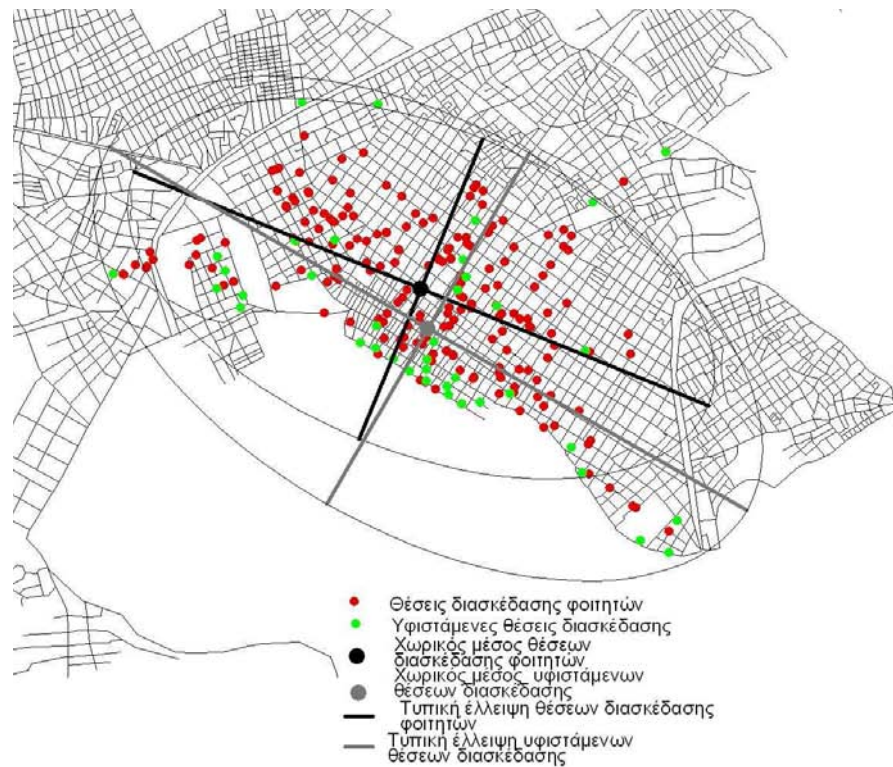 Θέσεις διασκέδασης φοιτητών
Υφιστάμενες θέσεις διασκέδασης
Χωρικός μέσος θέσεων
διασκέδασης φοιτητών
Χωρικός μέσος υφιστάμενων
θέσεων διασκέδασης
Τυπική έλλειψη θέσεων διασκέδασης
φοιτητών
Τυπική έλλειψη υφιστάμενων
θέσεων διασκέδασης